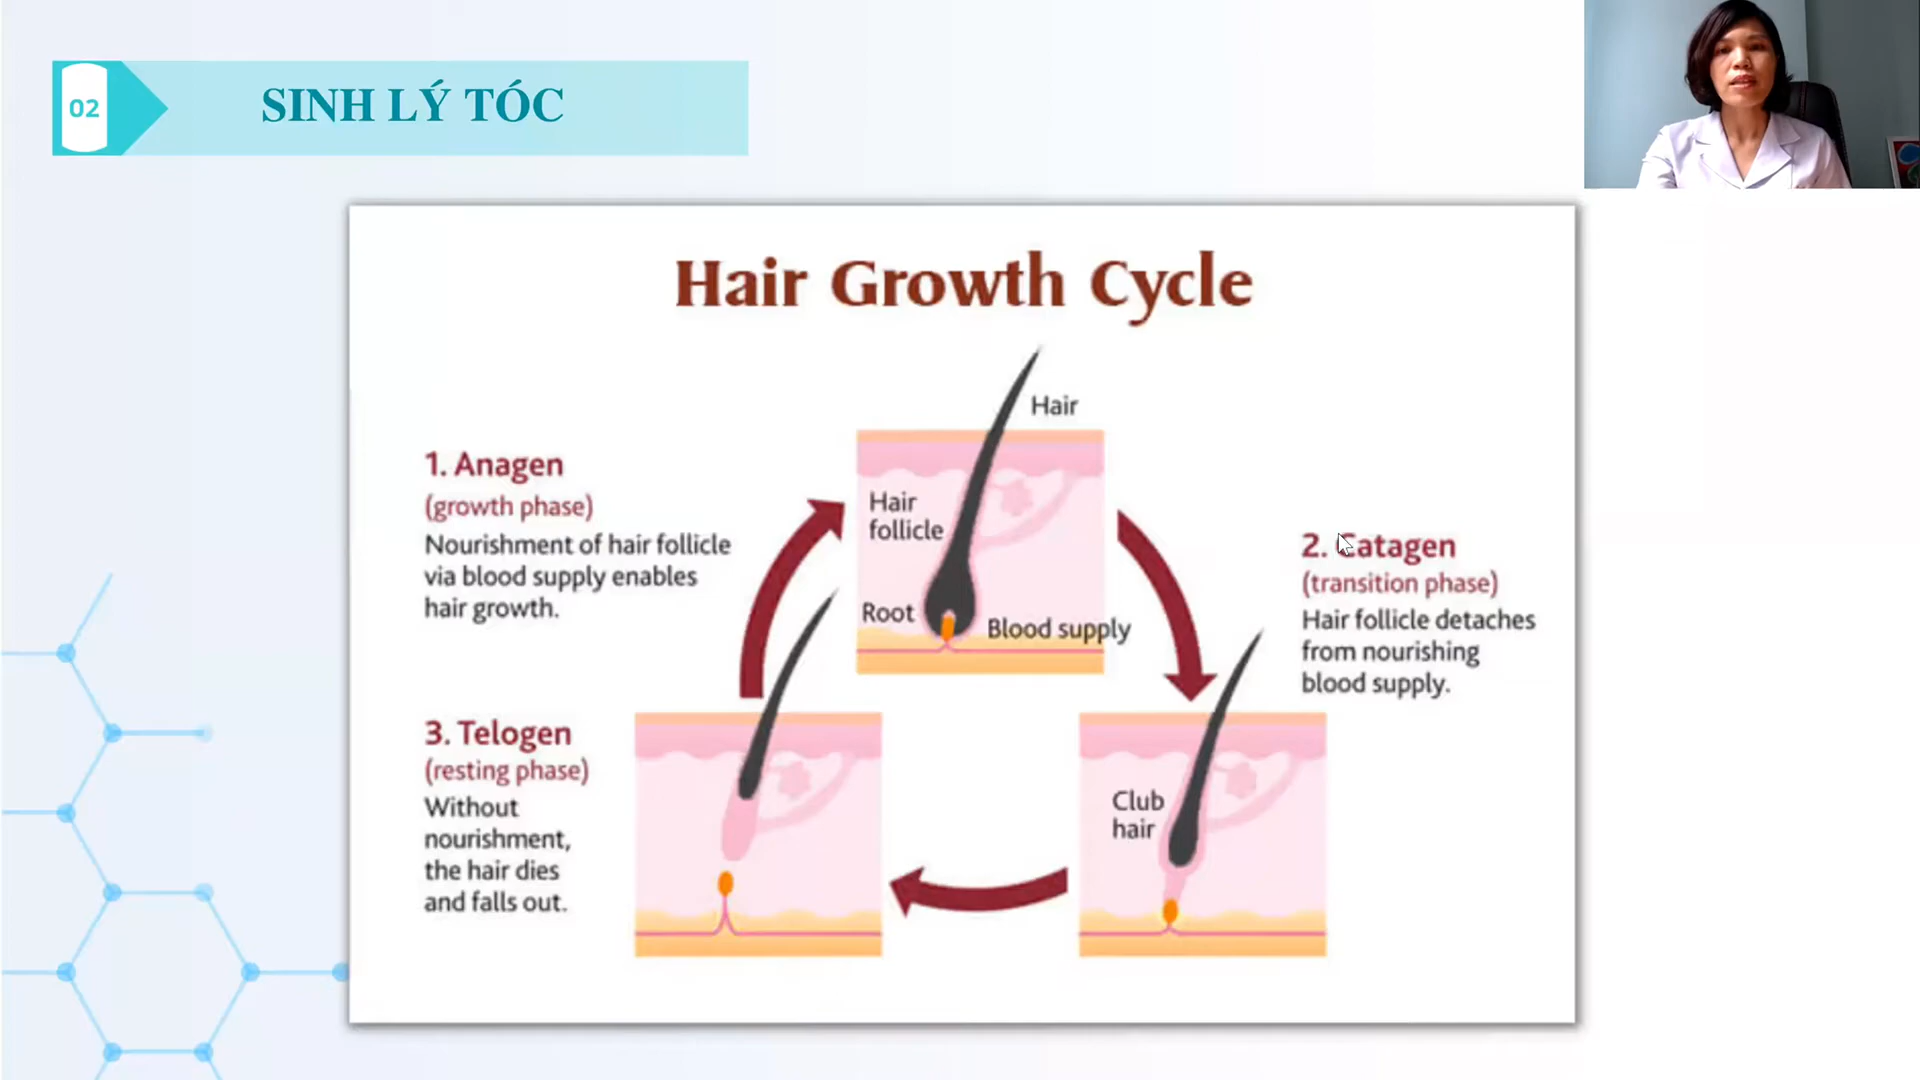 02
SINH LÝ TÓC
Hair Growth Cycle
Hair
1. Anagen
(growth phase)
Nourishment of hair follicle
via blood supply enables
hair growth.
Hair
follicle
Root
Blood supply
2. Catagen
(transition phase)
Hair follicle detaches
from nourishing
blood supply.
3. Telogen
(resting phase)
Without
nourishment,
the hair dies
and falls out.
Club
hair